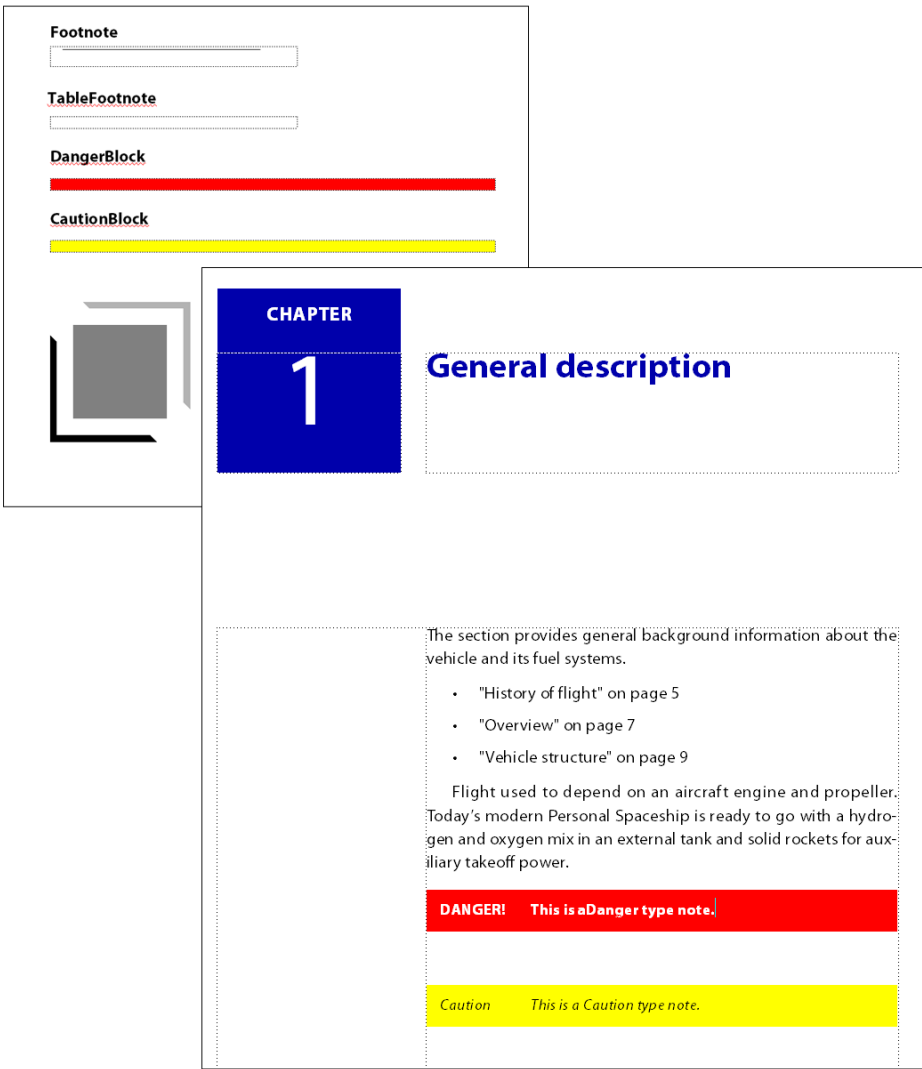 Footnote
TableFootnote
DangerBlock
CautionBlock
CHAPTER
1
General description
The section provides general background information about the
vehicle and its fuel systems.
• "History of flight" on page 5
• "Overview" on page 7
• "Vehicle structure" on page 9
Flight used to depend on an aircraft engine and propeller.
Today's modern Personal Spaceship is ready to go with a hydro-
gen and oxygen mix in an external tank and solid rockets for aux-
iliary takeoff power.
DANGER! This is aDanger type note.
Caution This is a Caution type note.